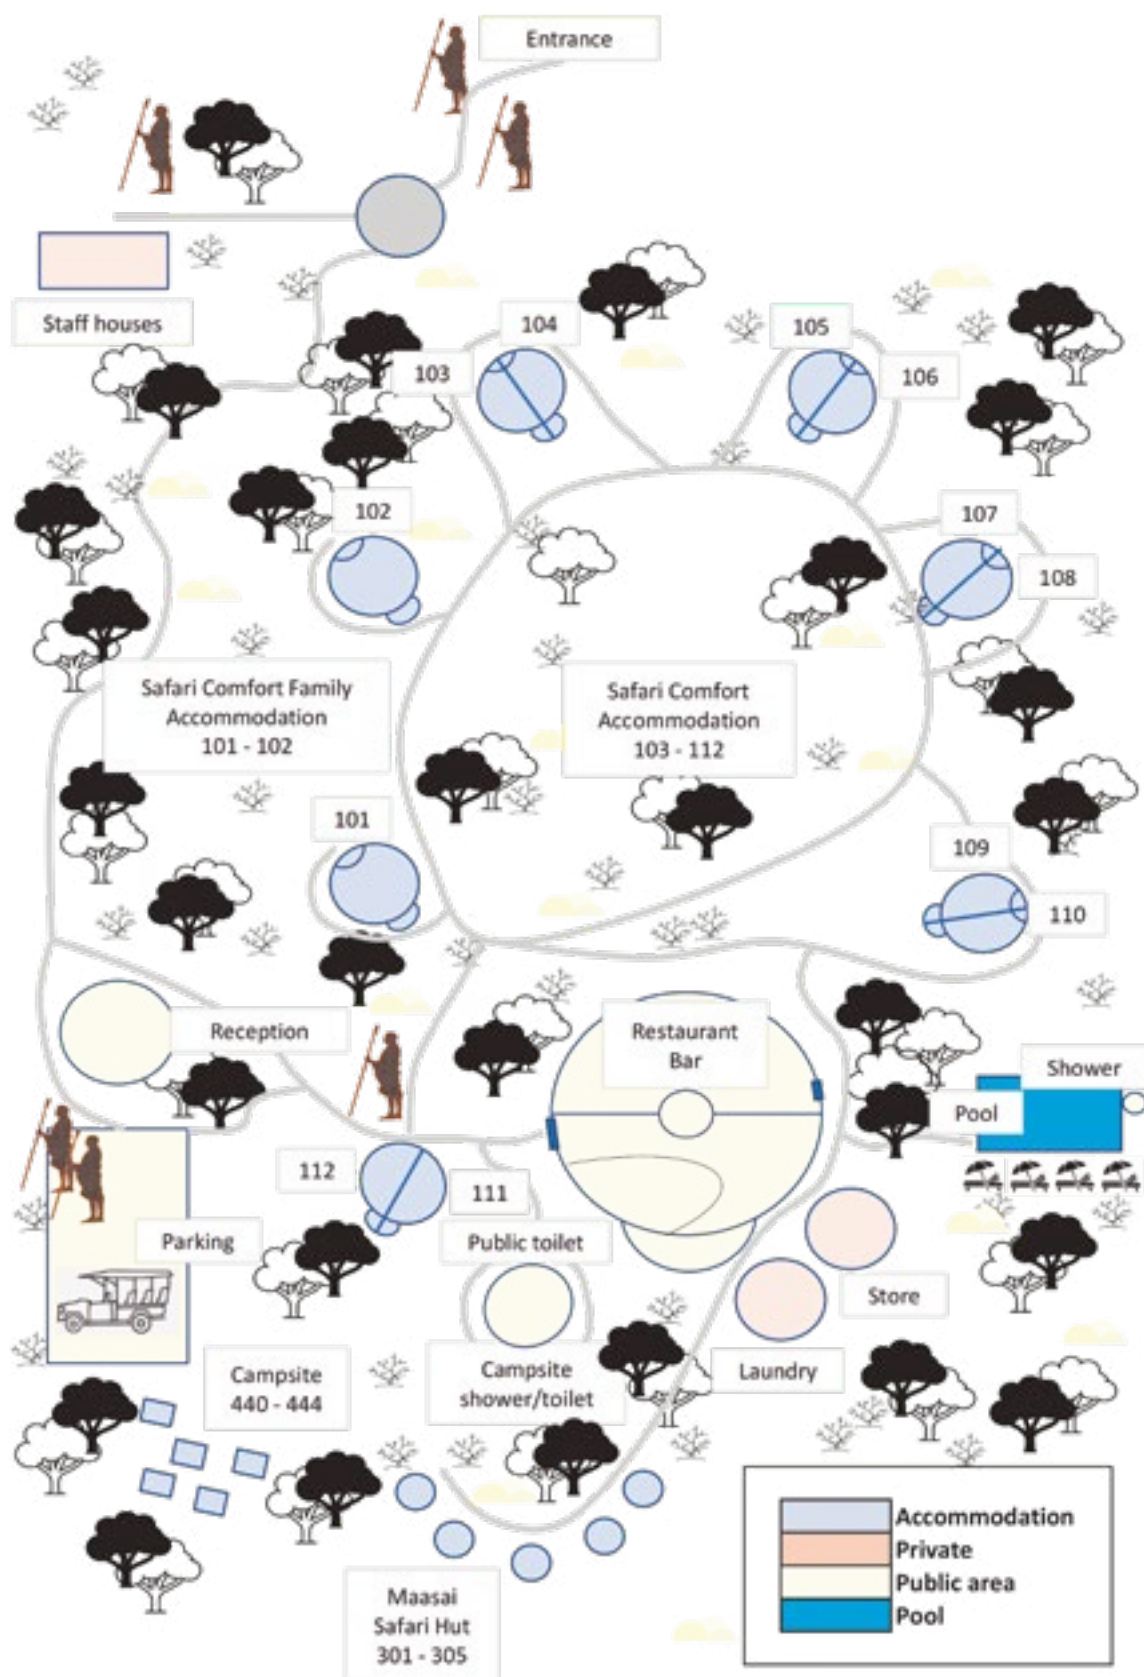 Entrance
Staff houses
104
103
105
106
102
107
108
Safari Comfort Family
Accommodation
101 - 102
Safari Comfort
Accommodation
103 - 112
101
109
110
Reception
Restaurant
Bar
Shower
Pool
112
111
Parking
Public toilet
Store
Campsite
440 - 444
Campsite
shower/toilet
Laundry
Maasai
Safari Hut
301 - 305
Accommodation
Private
Public area
Pool